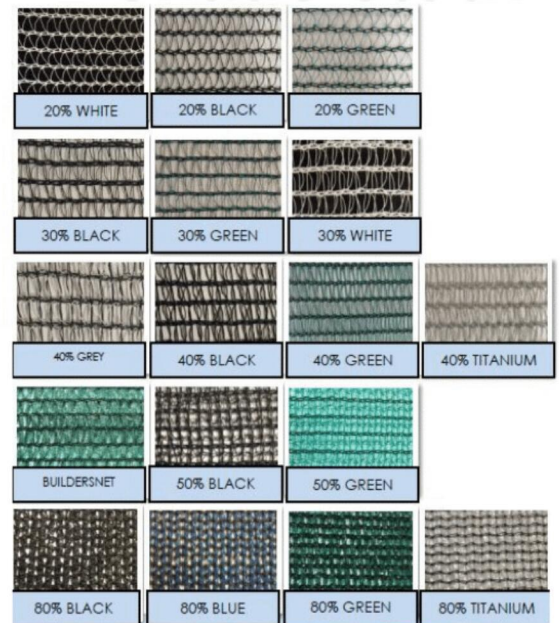 20% WHITE
20% BLACK
20% GREEN
30% BLACK
30% GREEN
30% WHITE
40% GREY
40% BLACK
40% GREEN
40% TITANIUM
BUILDERSNET
50% BLACK
50% GREEN
80% BLACK
80% BLUE
80% GREEN
80% TITANIUM